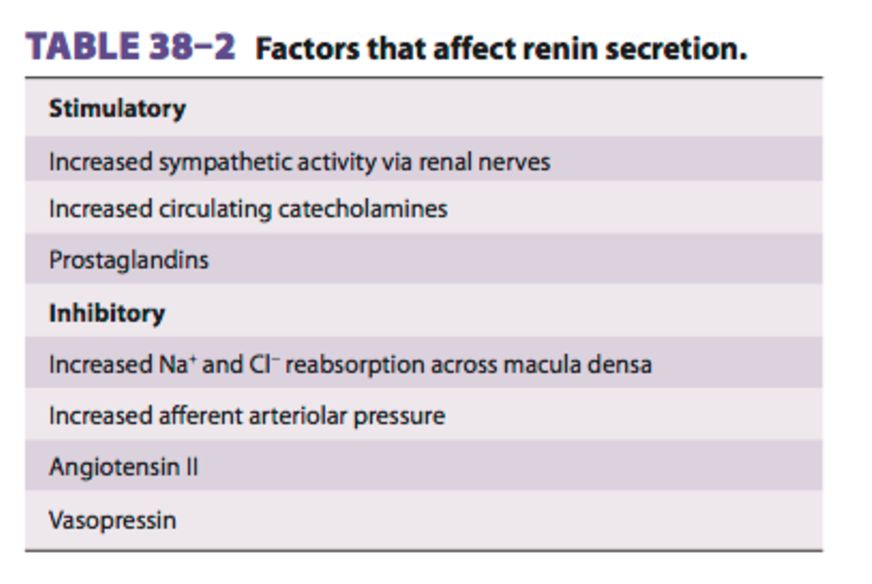 TABLE 38–2 Factors that affect renin secretion.
Stimulatory
Increased sympathetic activity via renal nerves
Increased circulating catecholamines
Prostaglandins
Inhibitory
Increased Na⁺ and Cl⁻ reabsorption across macula densa
Increased afferent arteriolar pressure
Angiotensin II
Vasopressin